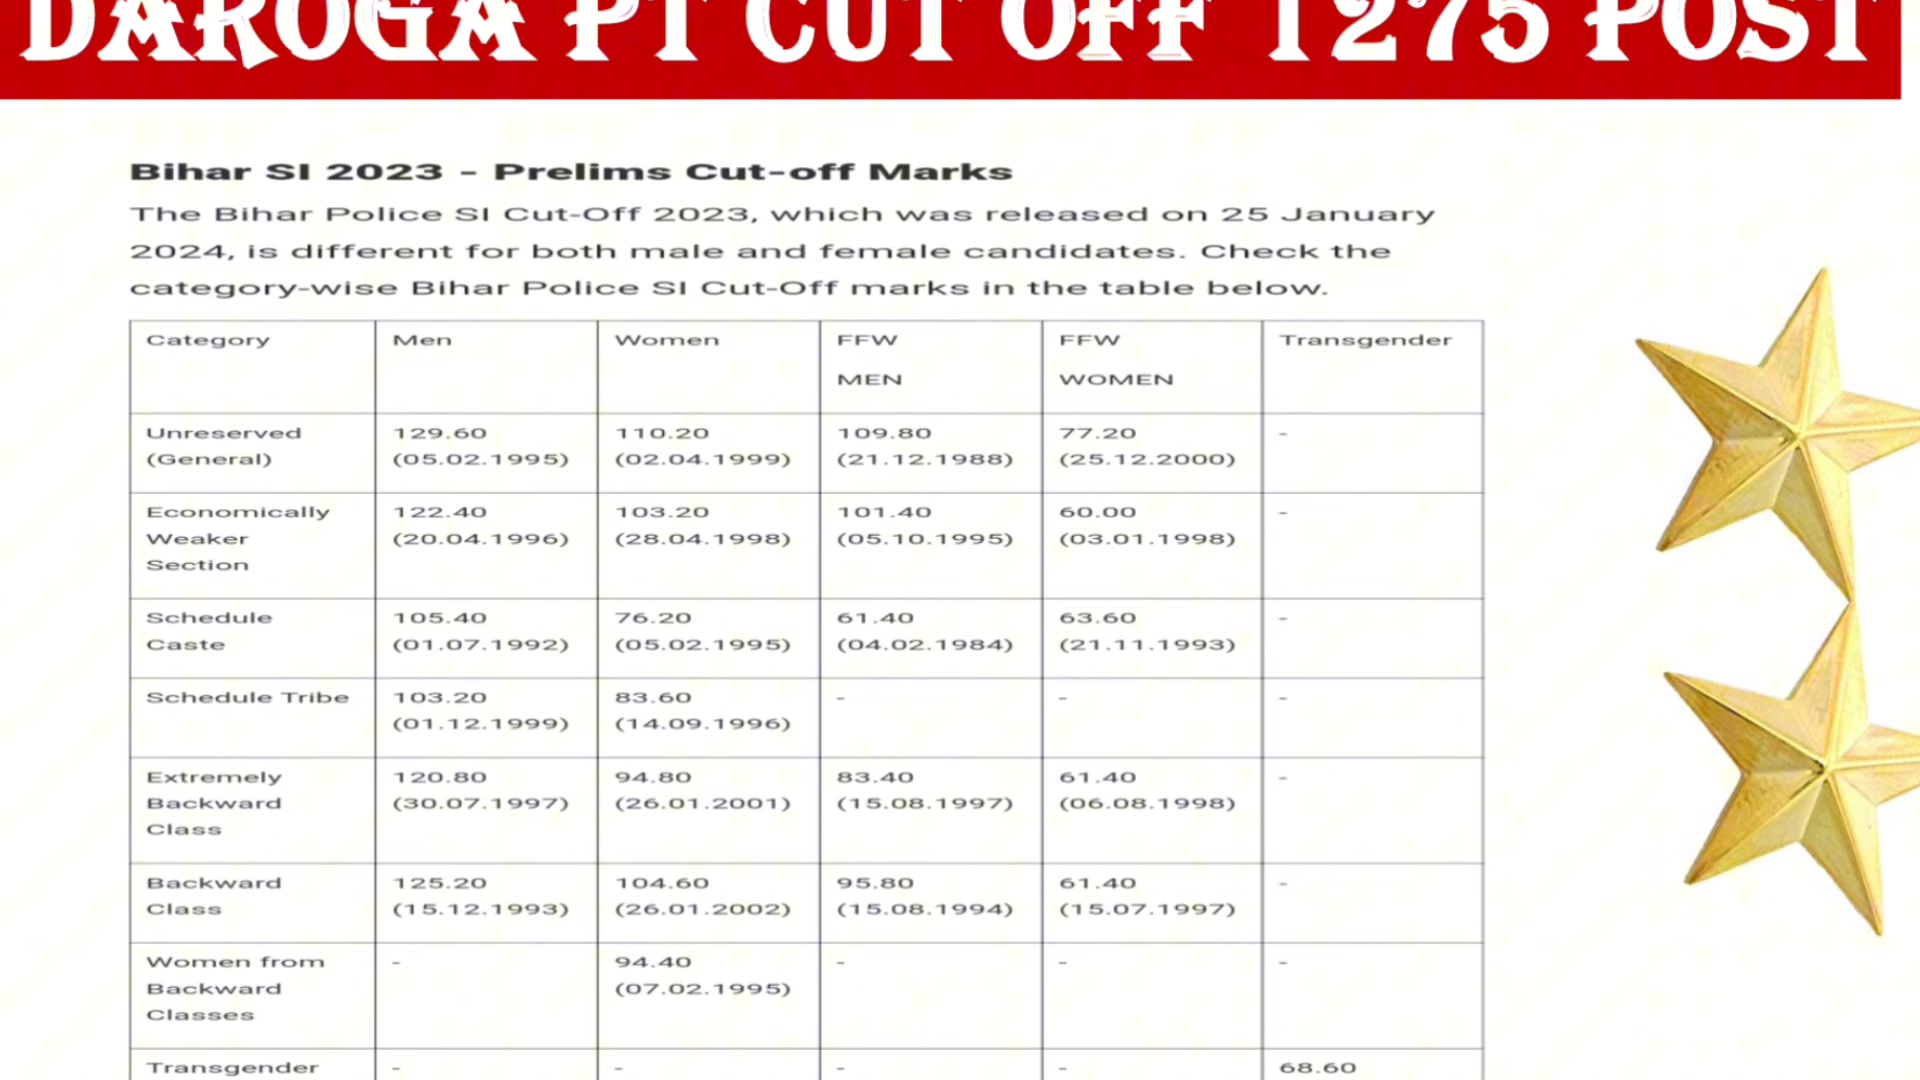 DAROGA PT CUT OFF 1275 POST
Bihar SI 2023 - Prelims Cut-off Marks
The Bihar Police SI Cut-Off 2023, which was released on 25 January
2024, is different for both male and female candidates. Check the
category-wise Bihar Police SI Cut-Off marks in the table below.
Category Men Women FFW FFW Transgender
MEN WOMEN
Unreserved 129.60 110.20 109.80 77.20 -
(General) (05.02.1995) (02.04.1999) (21.12.1988) (25.12.2000)
Economically 122.40 103.20 101.40 60.00 -
Weaker (20.04.1996) (28.04.1998) (05.10.1995) (03.01.1998)
Section
Schedule 105.40 76.20 61.40 63.60 -
Caste (01.07.1992) (05.02.1995) (04.02.1984) (21.11.1993)
Schedule Tribe 103.20 83.60 - - -
(01.12.1999) (14.09.1996)
Extremely 120.80 94.80 83.40 61.40 -
Backward (30.07.1997) (26.01.2001) (15.08.1997) (06.08.1998)
Class
Backward 125.20 104.60 95.80 61.40 -
Class (15.12.1993) (26.01.2002) (15.08.1994) (15.07.1997)
Women from - 94.40 - - -
Backward (07.02.1995)
Classes
Transgender - - - - 68.60